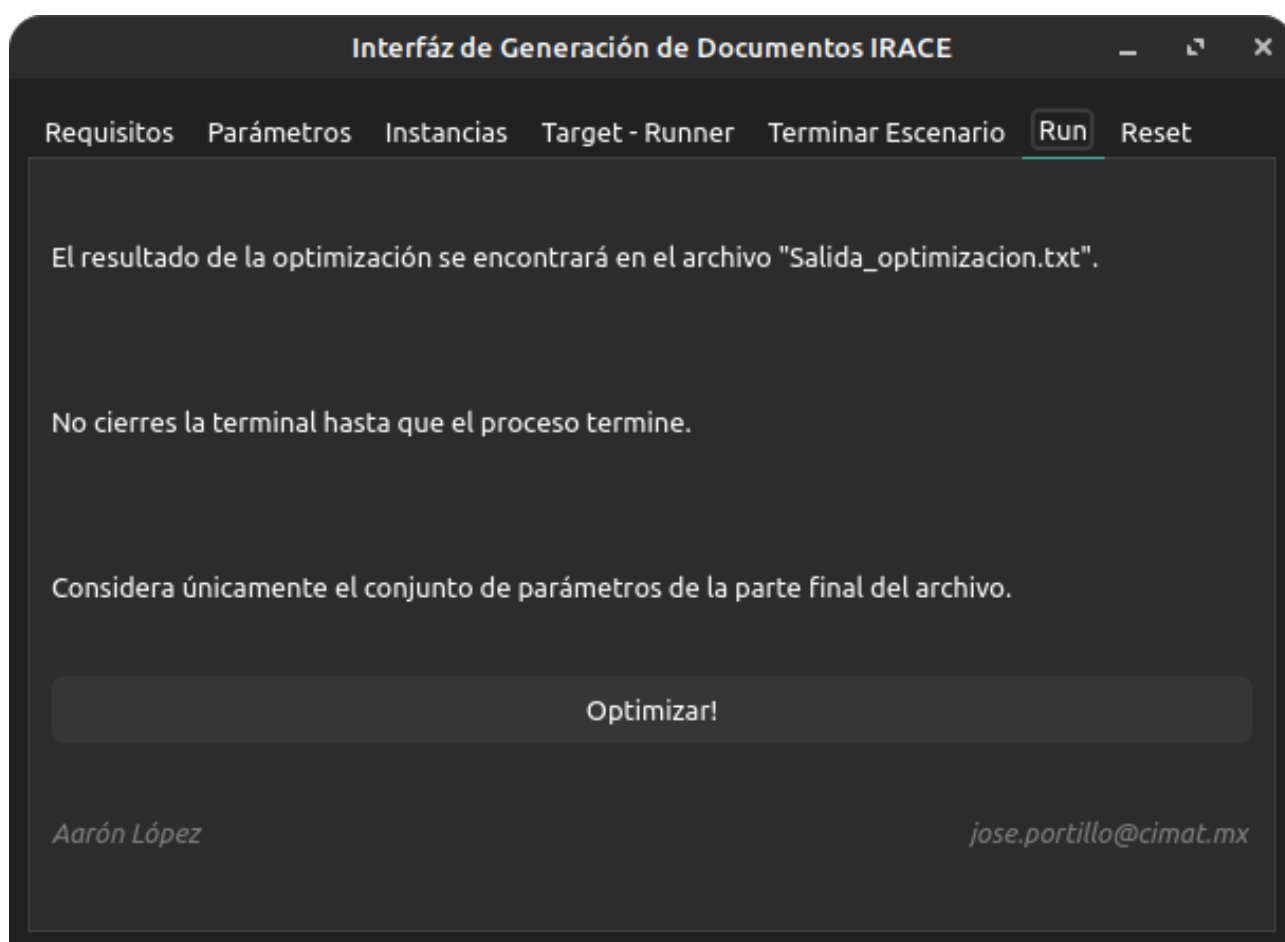 Interfáz de Generación de Documentos IRACE
Requisitos Parámetros Instancias Target - Runner Terminar Escenario Run Reset
El resultado de la optimización se encontrará en el archivo "Salida_optimizacion.txt".
No cierres la terminal hasta que el proceso termine.
Considera únicamente el conjunto de parámetros de la parte final del archivo.
Optimizar!
Aarón López jose.portillo@cimat.mx